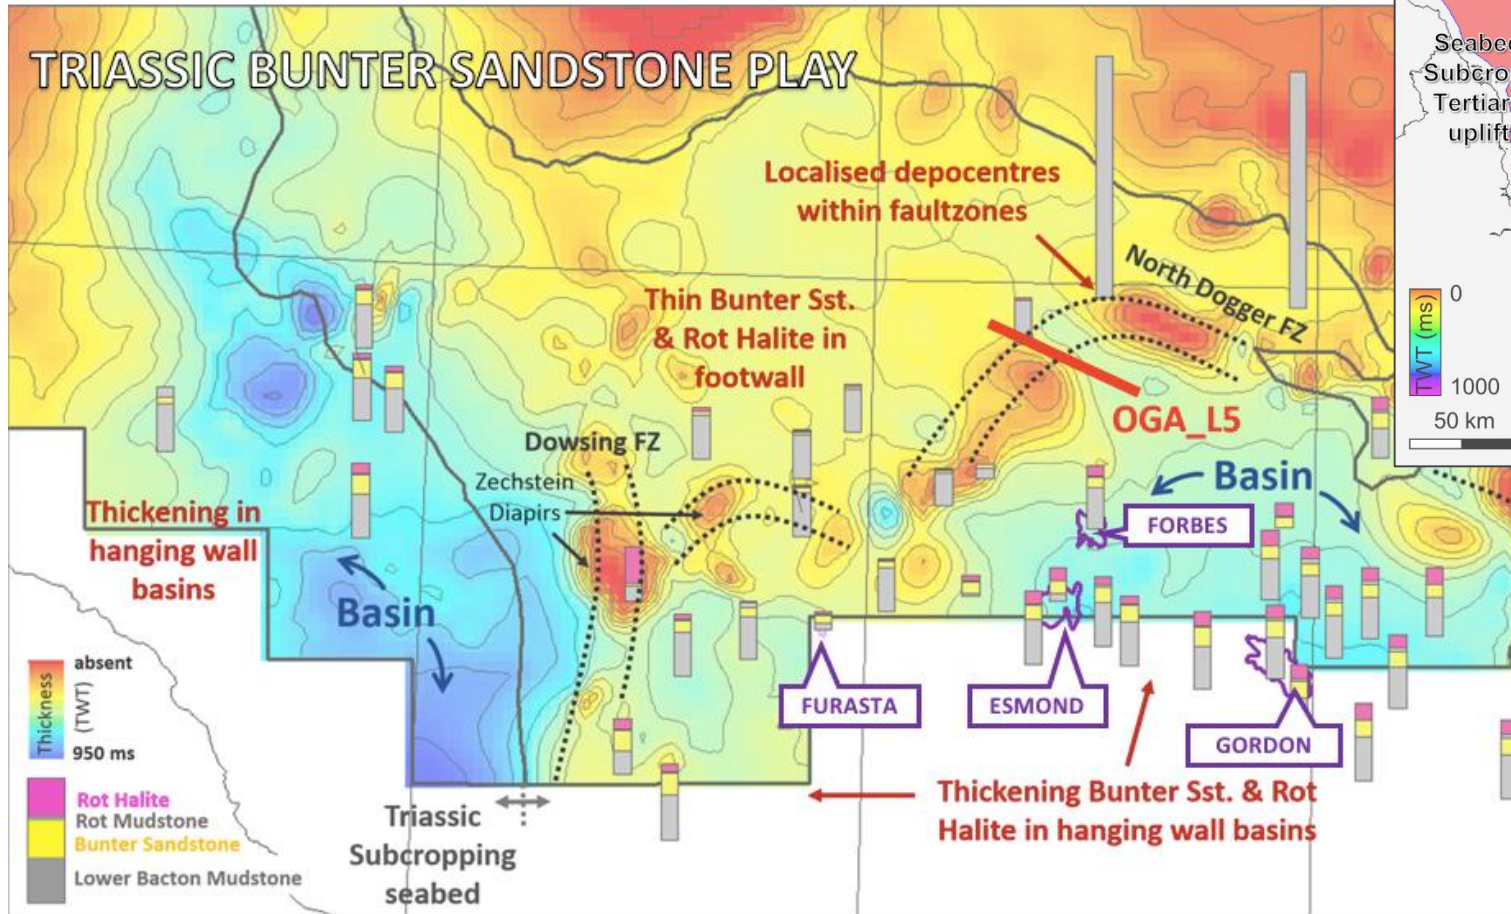 TRIASSIC BUNTER SANDSTONE PLAY
Subcro
Tertiar
uplift
Localised depocentres
within faultzones
North Dogger FZ
Thin Bunter Sst.
& Rot Halite in
footwall
TWT (ms)
0
1000
50 km
OGA_L5
Dowsing FZ
Zechstein
Diapirs
Basin
FORBES
Thickening in
hanging wall
basins
Basin
FURASTA
ESMOND
GORDON
Thickness
(TWT)
absent
950 ms
Rot Halite
Rot Mudstone
Bunter Sandstone
Lower Bacton Mudstone
Triassic
Subcropping
seabed
Thickening Bunter Sst. & Rot
Halite in hanging wall basins